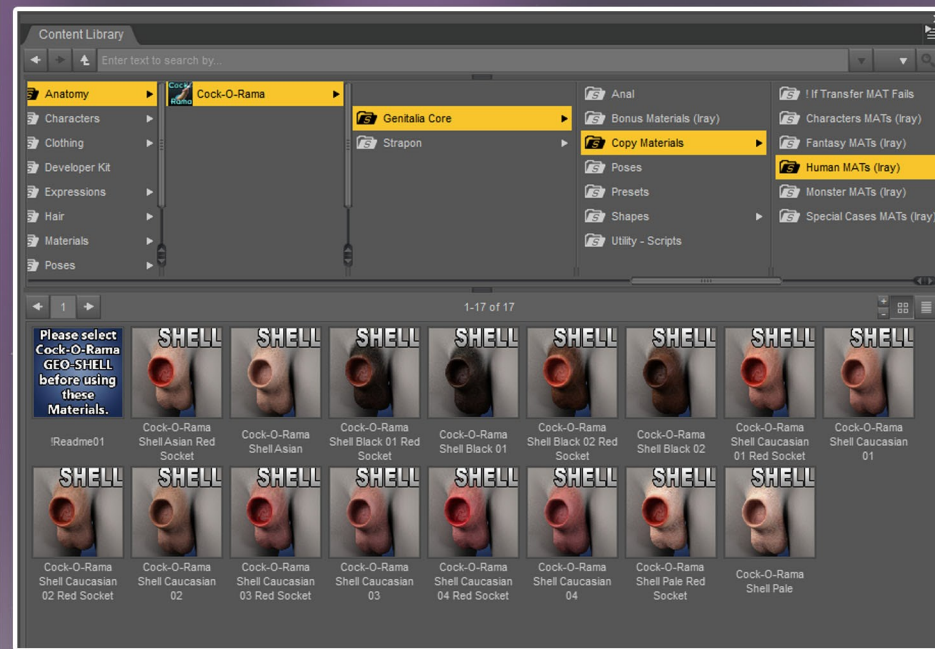 Content Library
Enter text to search by...
Anatomy
Characters
Clothing
Developer Kit
Expressions
Hair
Materials
Poses
Cock-O-Rama
Genitalia Core
Strapon
Anal
Bonus Materials (Iray)
Copy Materials
Poses
Presets
Shapes
Utility - Scripts
! If Transfer MAT Fails
Characters MATs (Iray)
Fantasy MATs (Iray)
Human MATs (Iray)
Monster MATs (Iray)
Special Cases MATs (Iray)
1
1-17 of 17
Please select
Cock-O-Rama
GEO-SHELL
before using
these
Materials.
!Readme01
SHELL
Cock-O-Rama
Shell Asian Red
Socket
SHELL
Cock-O-Rama
Shell Asian
SHELL
Cock-O-Rama
Shell Black 01 Red
Socket
SHELL
Cock-O-Rama
Shell Black 01
SHELL
Cock-O-Rama
Shell Black 02 Red
Socket
SHELL
Cock-O-Rama
Shell Black 02
SHELL
Cock-O-Rama
Shell Caucasian
01 Red Socket
SHELL
Cock-O-Rama
Shell Caucasian
01
SHELL
Cock-O-Rama
Shell Caucasian
02 Red Socket
SHELL
Cock-O-Rama
Shell Caucasian
02
SHELL
Cock-O-Rama
Shell Caucasian
03 Red Socket
SHELL
Cock-O-Rama
Shell Caucasian
03
SHELL
Cock-O-Rama
Shell Caucasian
04 Red Socket
SHELL
Cock-O-Rama
Shell Caucasian
04
SHELL
Cock-O-Rama
Shell Pale Red
Socket
SHELL
Cock-O-Rama
Shell Pale